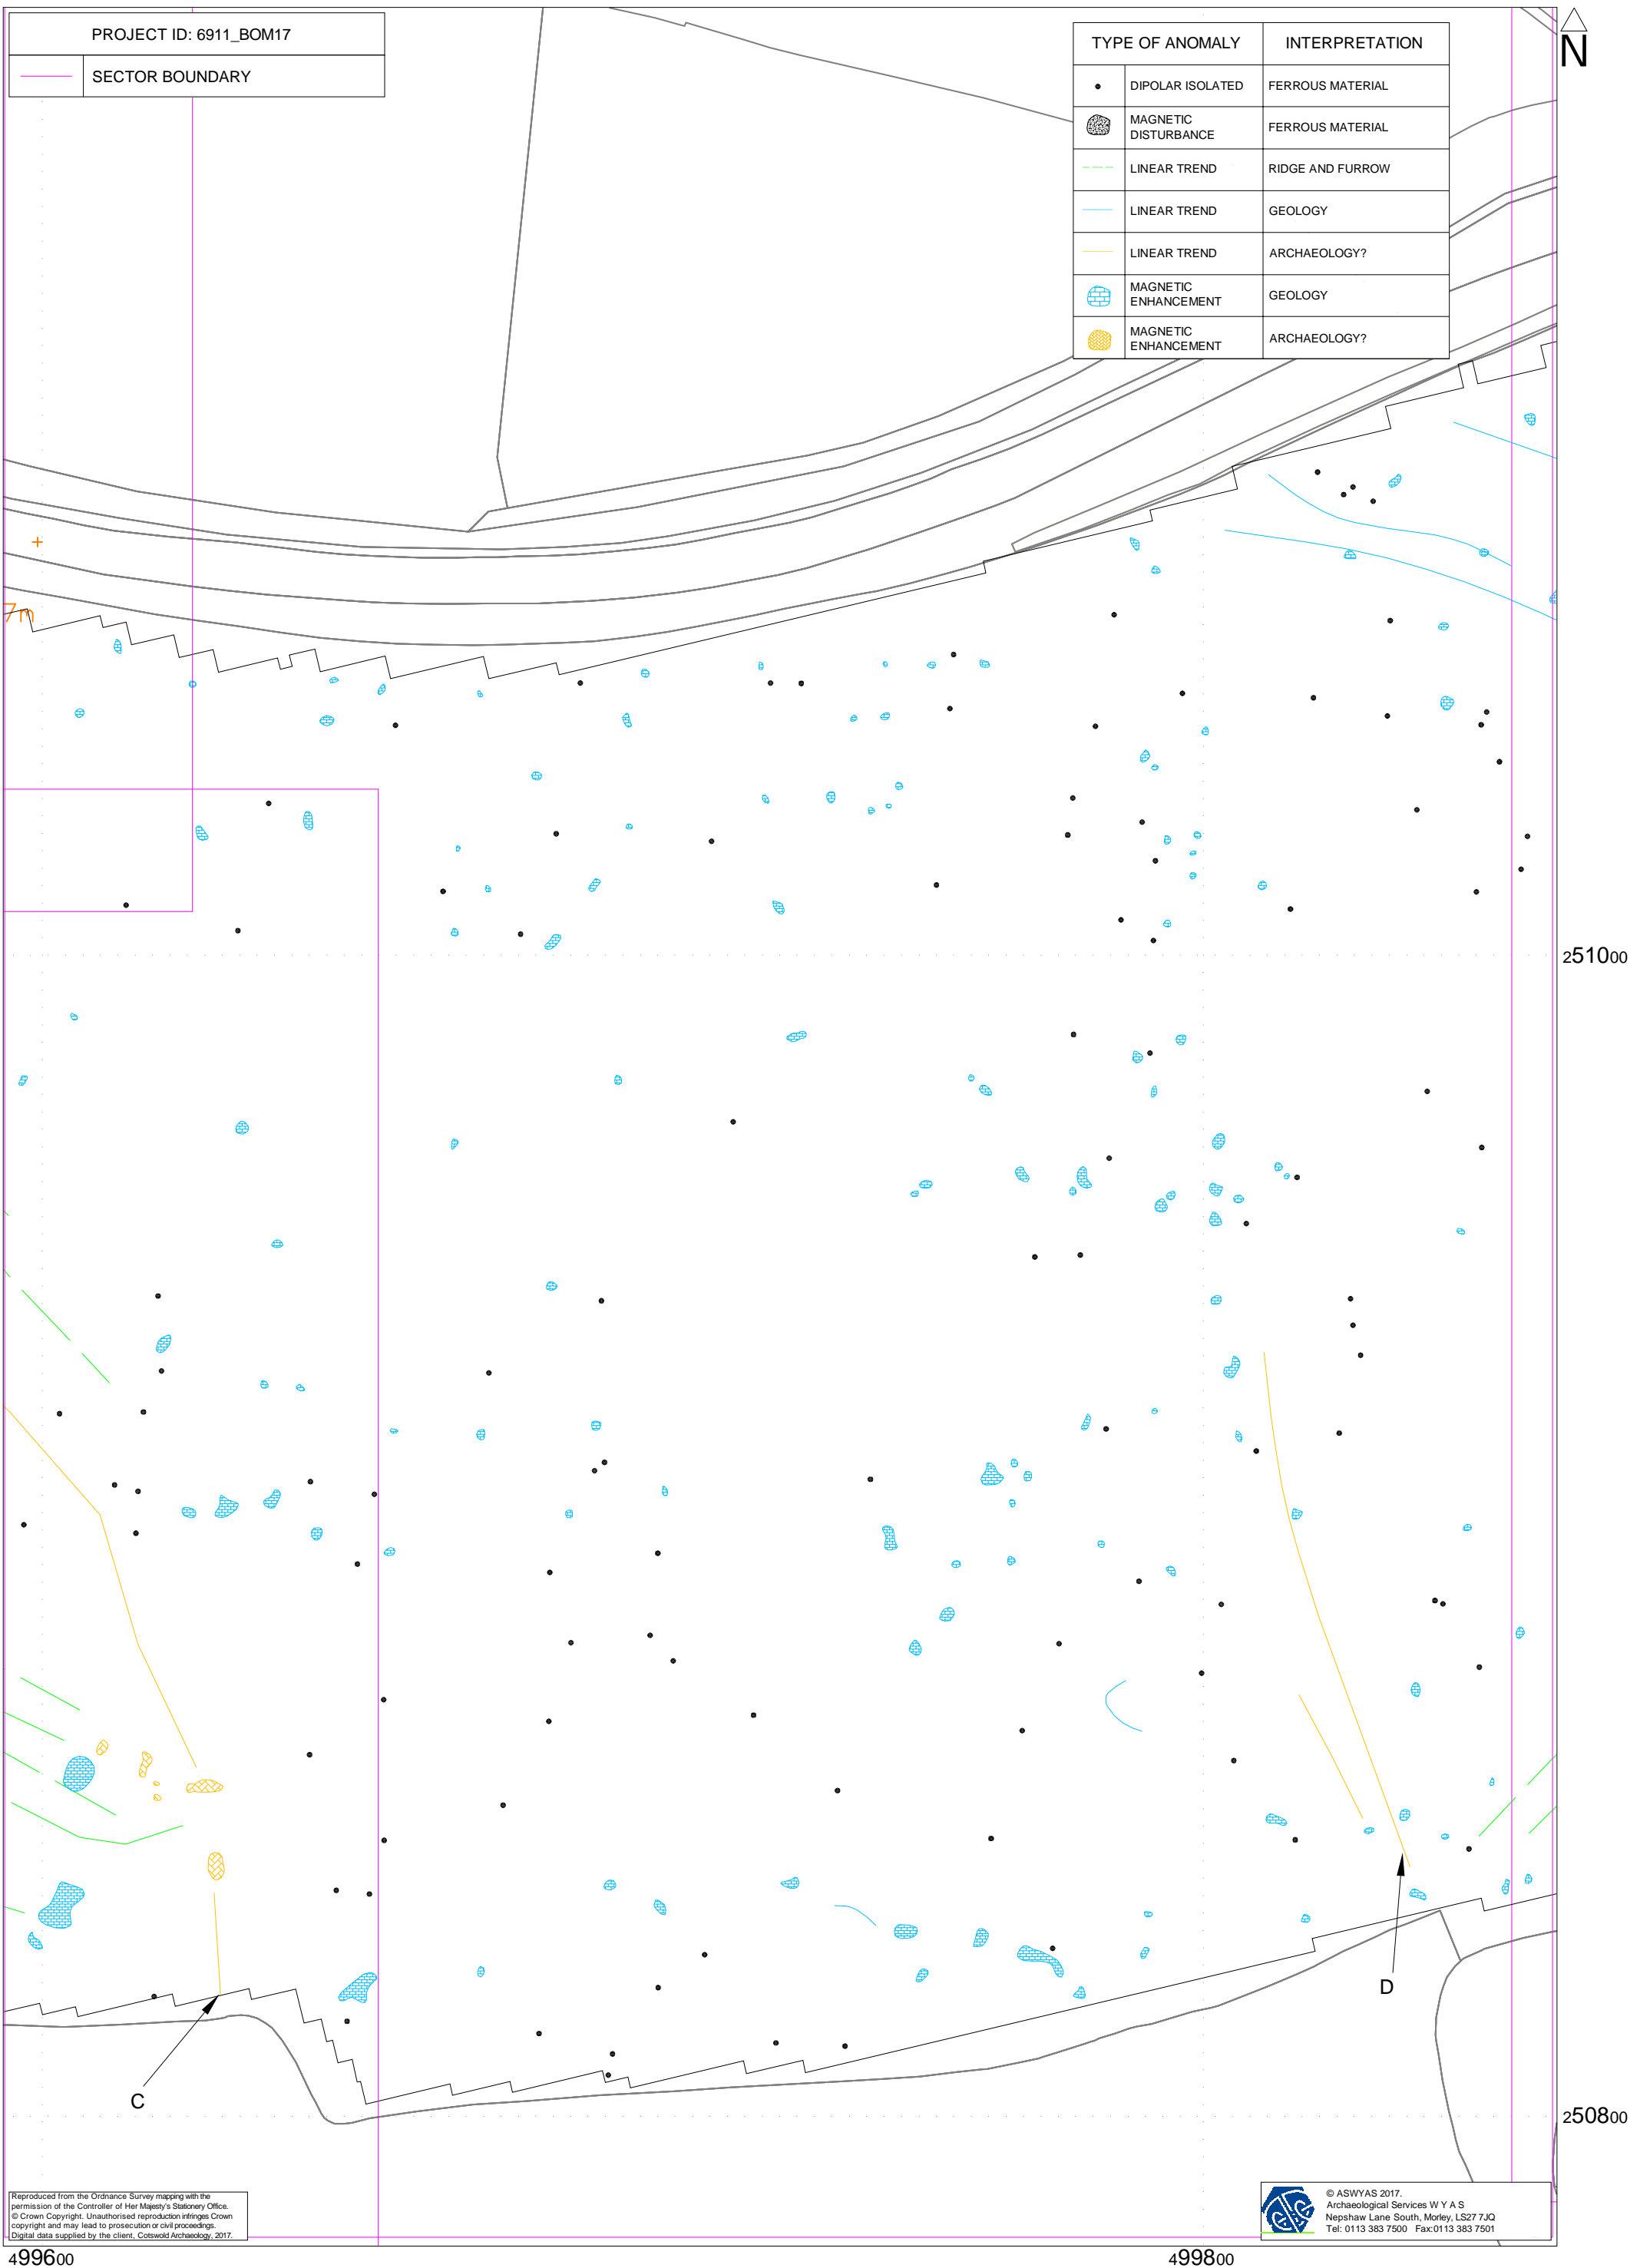 PROJECT ID: 6911_BOM17
SECTOR BOUNDARY
TYPE OF ANOMALY INTERPRETATION
DIPOLAR ISOLATED FERROUS MATERIAL
MAGNETIC
DISTURBANCE FERROUS MATERIAL
LINEAR TREND RIDGE AND FURROW
LINEAR TREND GEOLOGY
LINEAR TREND ARCHAEOLOGY?
MAGNETIC
ENHANCEMENT GEOLOGY
MAGNETIC
ENHANCEMENT ARCHAEOLOGY?
N
7m
251000
D
C
250800
Reproduced from the Ordnance Survey mapping with the
permission of the Controller of Her Majesty's Stationery Office.
© Crown Copyright. Unauthorised reproduction infringes Crown
copyright and may lead to prosecution or civil proceedings.
Digital data supplied by the client, Cotswold Archaeology, 2017.
© ASWYAS 2017.
Archaeological Services W Y A S
Nepshaw Lane South, Morley, LS27 7JQ
Tel: 0113 383 7500 Fax:0113 383 7501
499600
499800